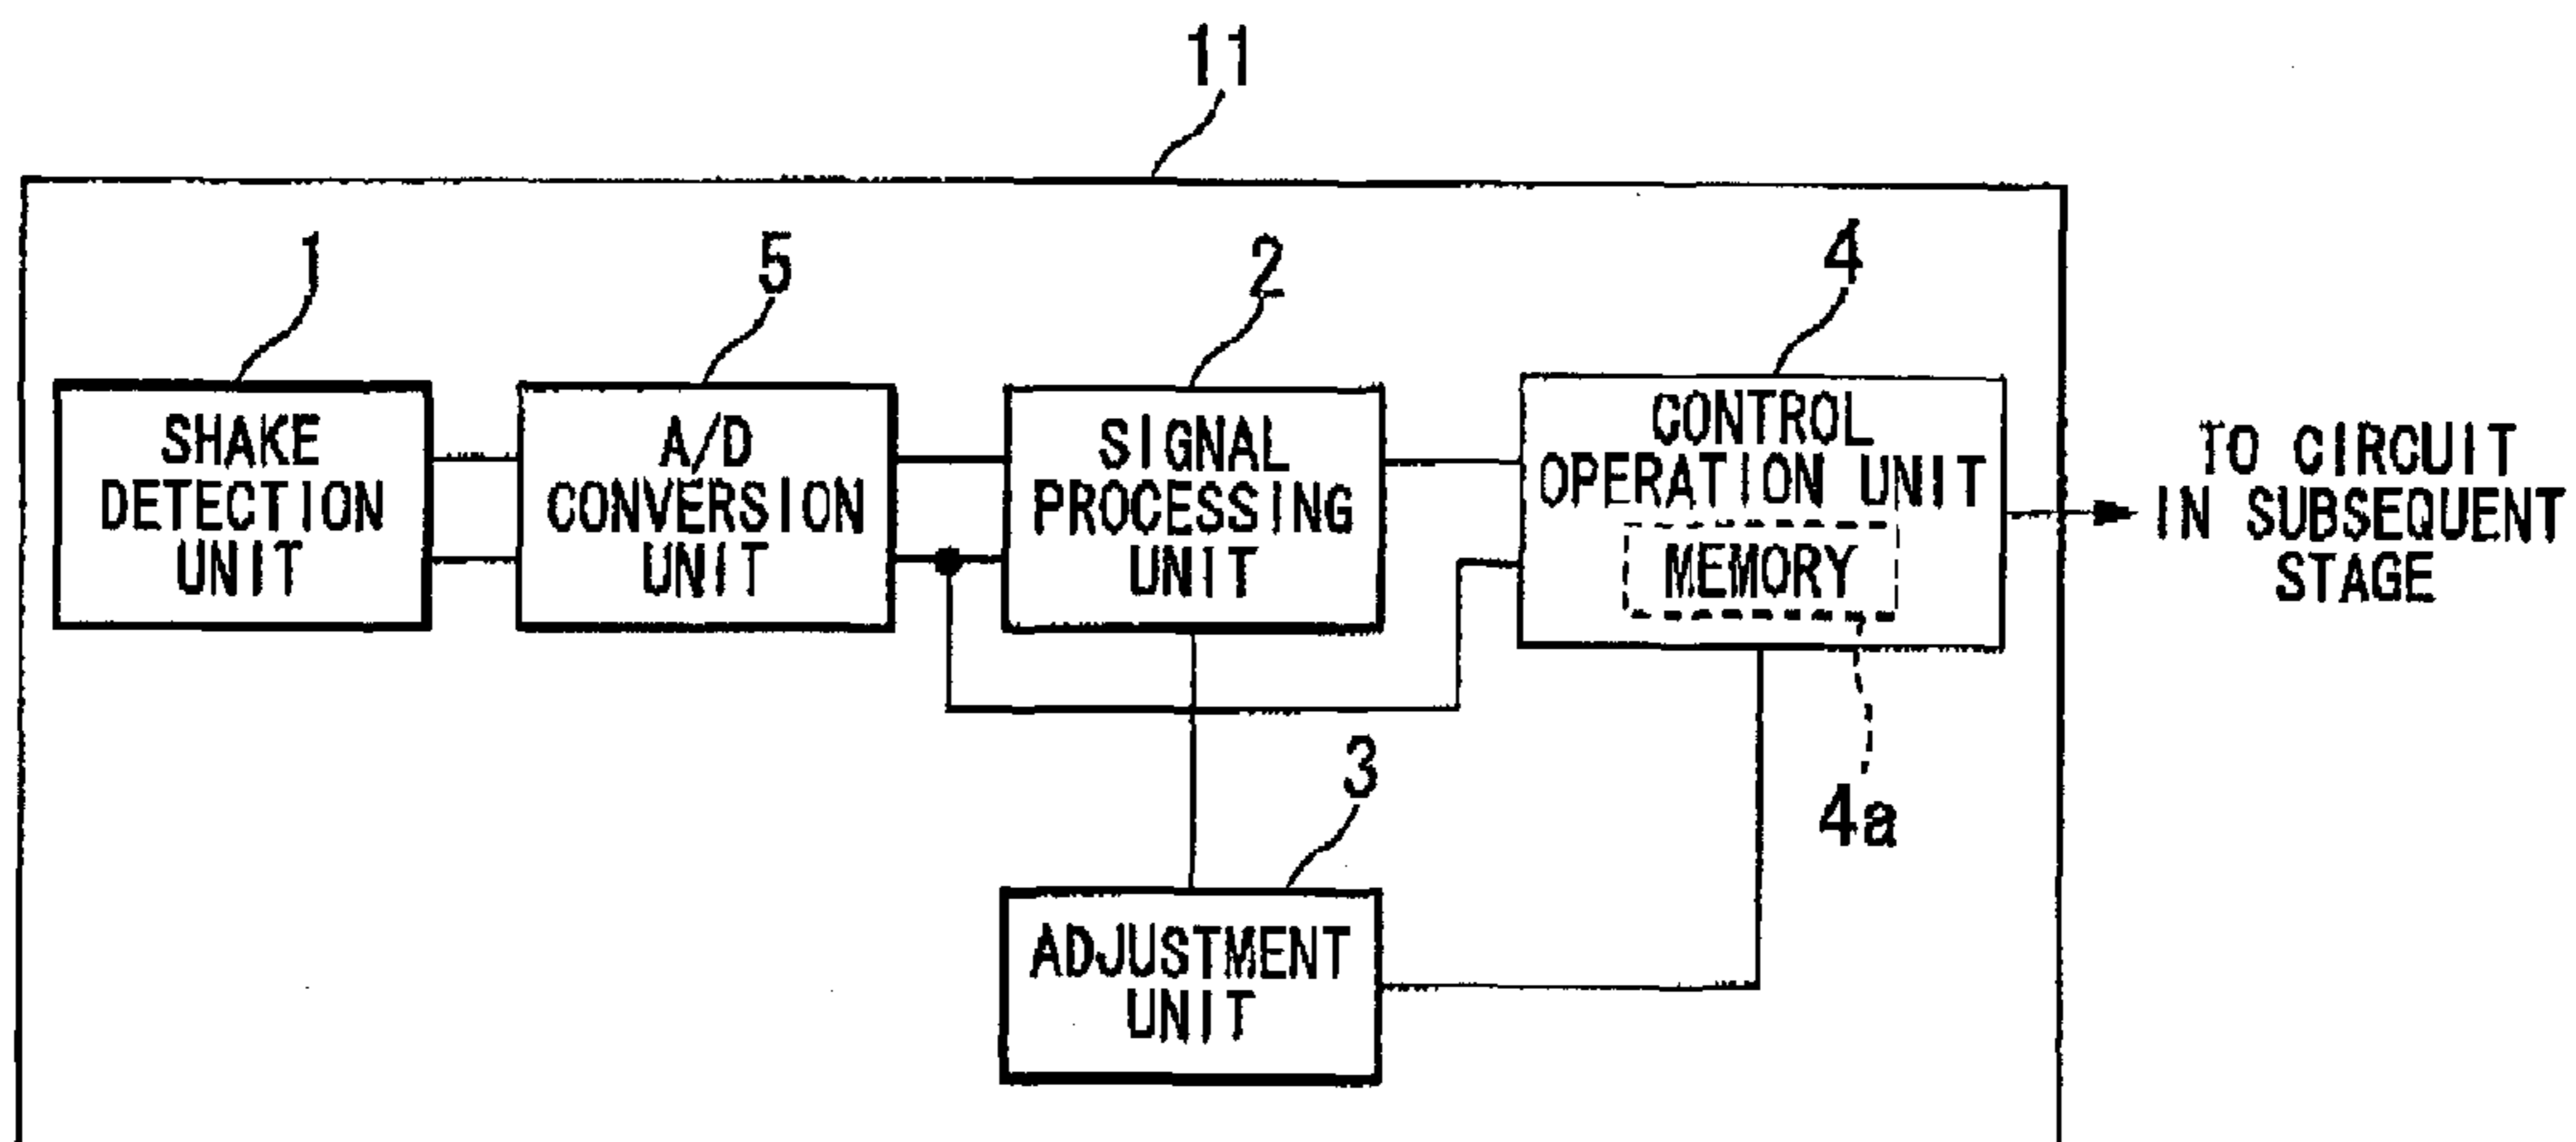 11
1
5
2
4
SHAKE
DETECTION
UNIT
A/D
CONVERSION
UNIT
SIGNAL
PROCESSING
UNIT
CONTROL
OPERATION UNIT
MEMORY
TO CIRCUIT
IN SUBSEQUENT
STAGE
3
4a
ADJUSTMENT
UNIT